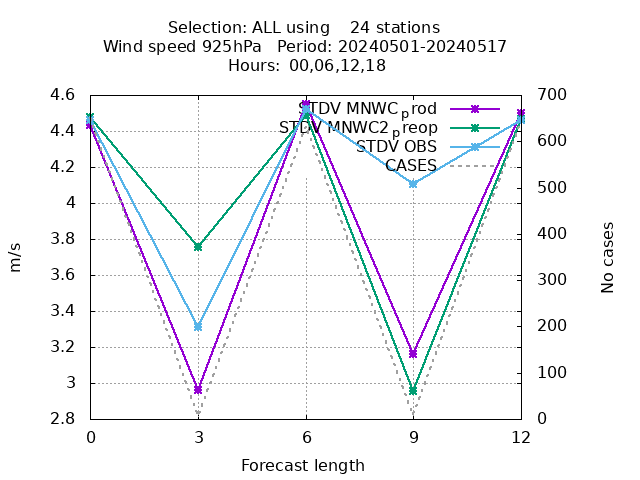 Selection: ALL using    24 stations
Wind speed 925hPa   Period: 20240501-20240517
Hours: 00,06,12,18
STDV MNWC_prod
STDV MNWC2_preop
STDV OBS
CASES
4.6
4.4
4.2
4
3.8
3.6
3.4
3.2
3
2.8
700
600
500
400
300
200
100
0
m/s
No cases
0 3 6 9 12
Forecast length